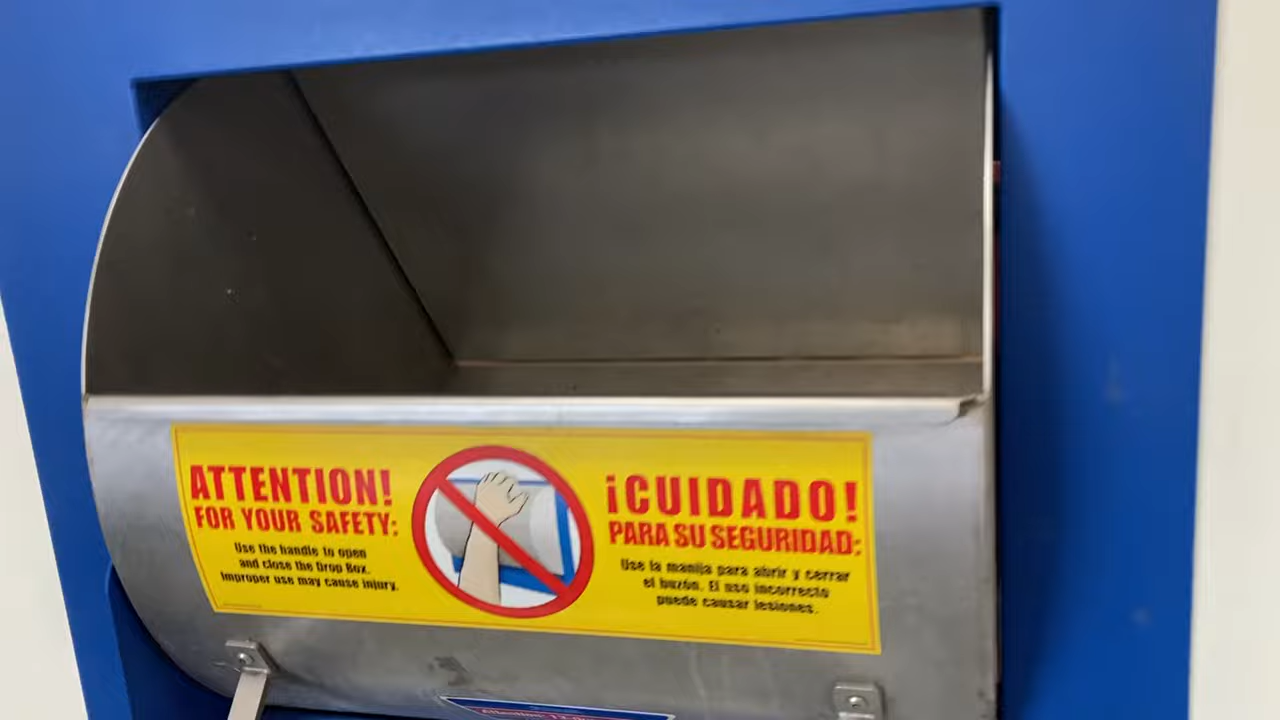 ATTENTION!
FOR YOUR SAFETY:
Use the handle to open
and close the Drop Box.
Improper use may cause injury.
¡CUIDADO!
PARA SU SEGURIDAD:
Use la manija para abrir y cerrar
el buzón. El uso incorrecto
puede causar lesiones.